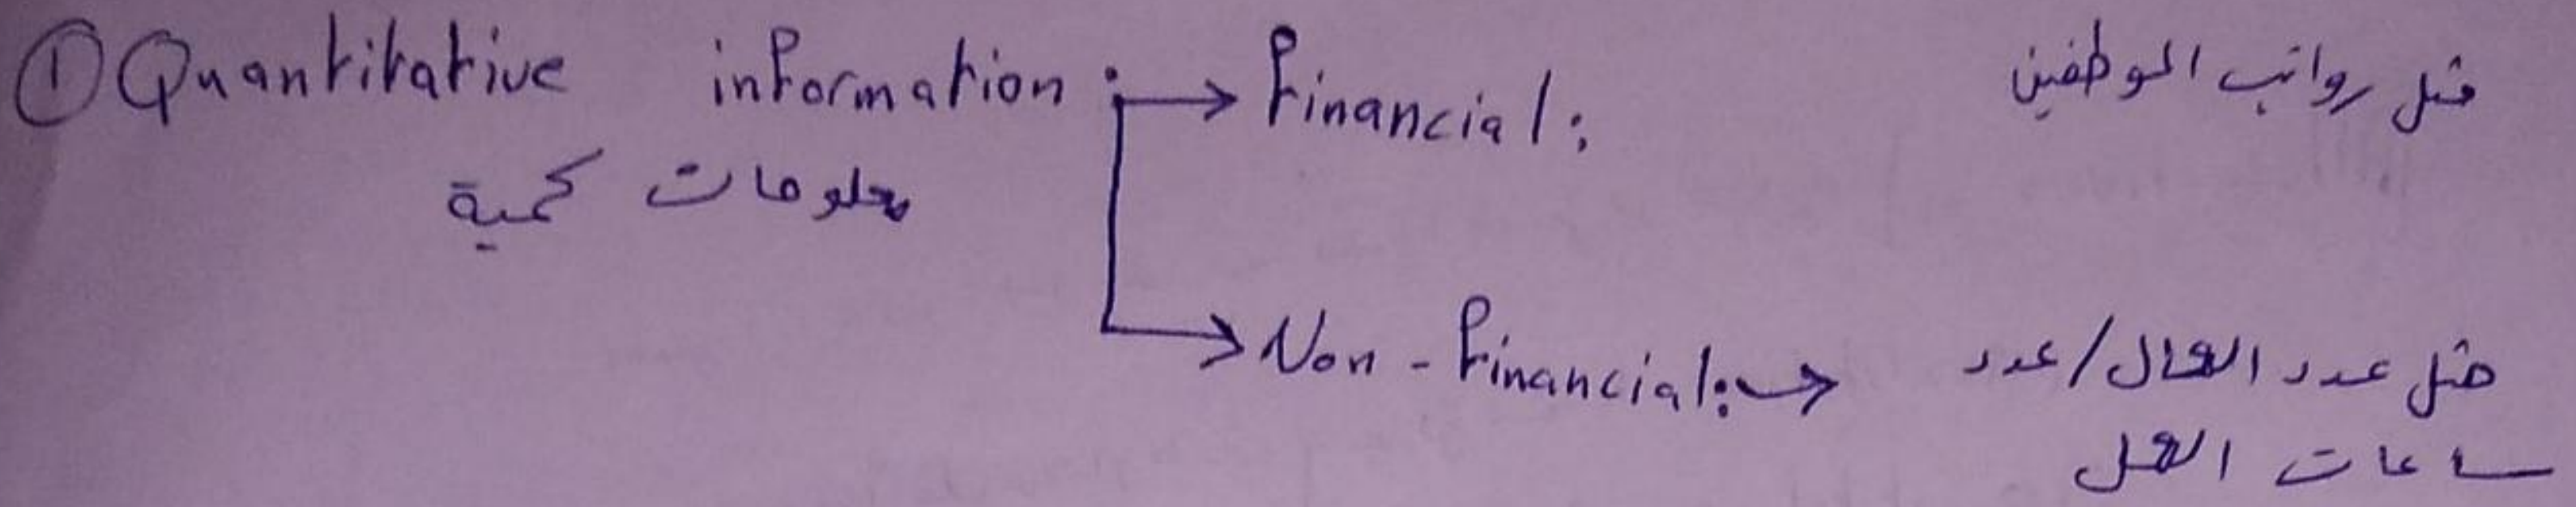 ① Quantitative information : → Financial : مثل رواتب الموظفين
معلومات كمية
→ Non - Financial : → مثل عدد العمال / عدد
ساعات العمل